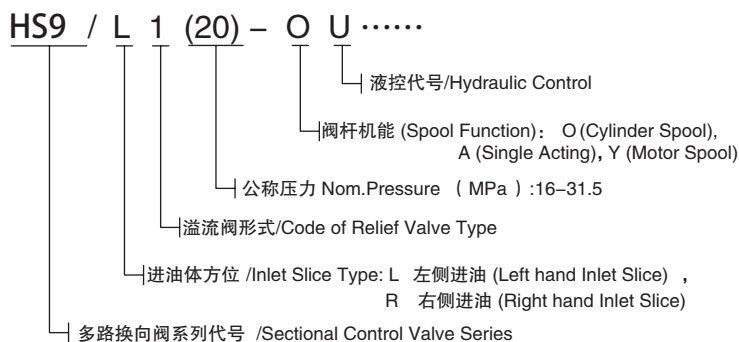 HS9 / L 1 (20) – O U ······
液控代号/Hydraulic Control
阀杆机能 (Spool Function)： O (Cylinder Spool),
A (Single Acting), Y (Motor Spool)
公称压力 Nom.Pressure （ MPa ）:16–31.5
溢流阀形式/Code of Relief Valve Type
进油体方位 /Inlet Slice Type: L 左侧进油 (Left hand Inlet Slice) ，
R 右侧进油 (Right hand Inlet Slice)
多路换向阀系列代号 /Sectional Control Valve Series